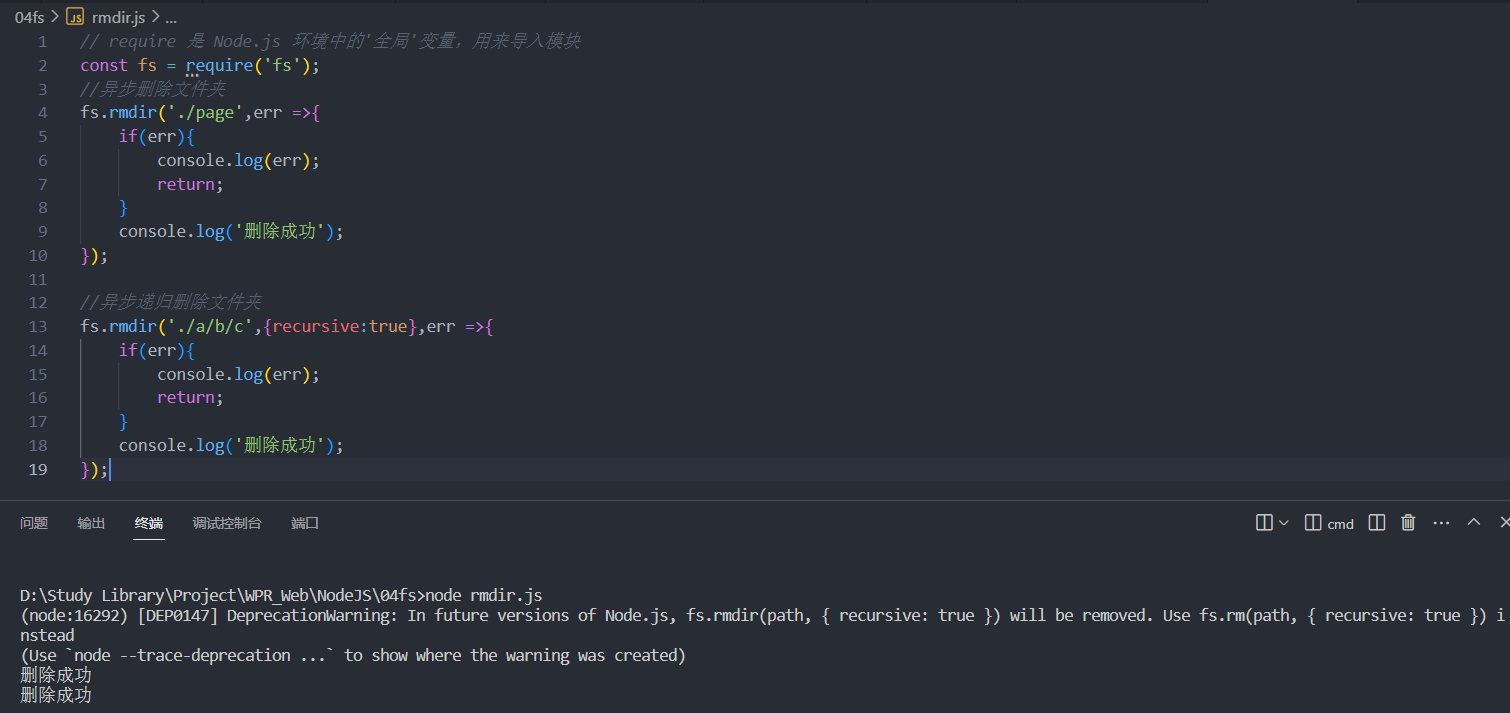 04fs > JS rmdir.js > ...
1 // require 是 Node.js 环境中的'全局'变量，用来导入模块
2 const fs = require('fs');
3 //异步删除文件夹
4 fs.rmdir('./page',err =>{
5 if(err){
6 console.log(err);
7 return;
8 }
9 console.log('删除成功');
10 });
11
12 //异步递归删除文件夹
13 fs.rmdir('./a/b/c',{recursive:true},err =>{
14 if(err){
15 console.log(err);
16 return;
17 }
18 console.log('删除成功');
19 });
问题 输出 终端 调试控制台 端口 cmd
D:\Study Library\Project\WPR_Web\NodeJS\04fs>node rmdir.js
(node:16292) [DEP0147] DeprecationWarning: In future versions of Node.js, fs.rmdir(path, { recursive: true }) will be removed. Use fs.rm(path, { recursive: true }) i
nstead
(Use `node --trace-deprecation ...` to show where the warning was created)
删除成功
删除成功